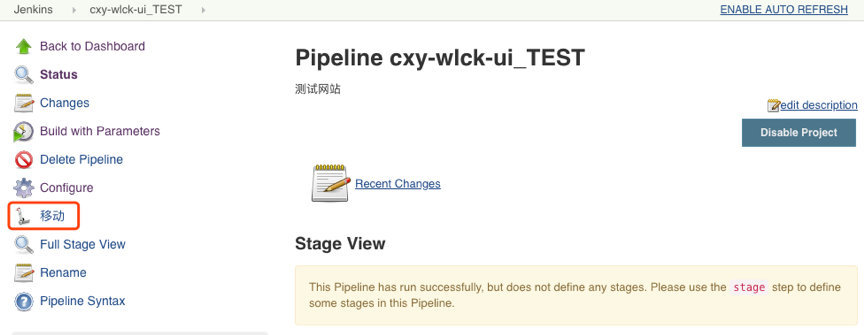 Jenkins cxy-wlck-ui_TEST ENABLE AUTO REFRESH
Back to Dashboard
Status
Changes
Build with Parameters
Delete Pipeline
Configure
移动
Full Stage View
Rename
Pipeline Syntax
Pipeline cxy-wlck-ui_TEST
测试网站
edit description
Disable Project
Recent Changes
Stage View
This Pipeline has run successfully, but does not define any stages. Please use the stage step to define
some stages in this Pipeline.